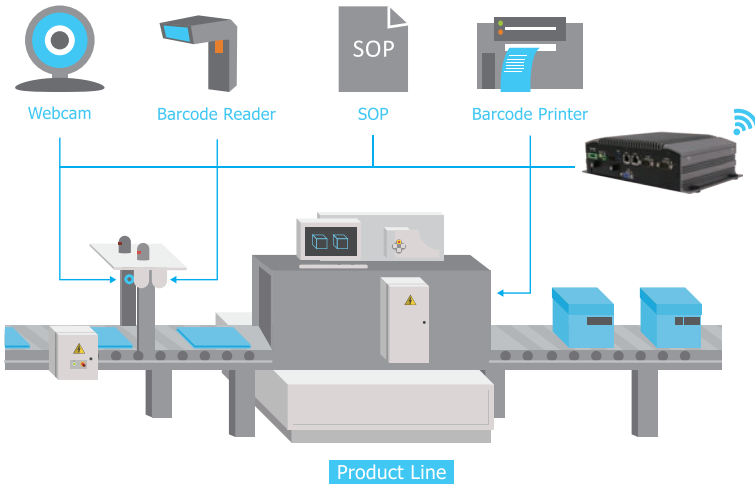 SOP
Webcam
Barcode Reader
SOP
Barcode Printer
Product Line